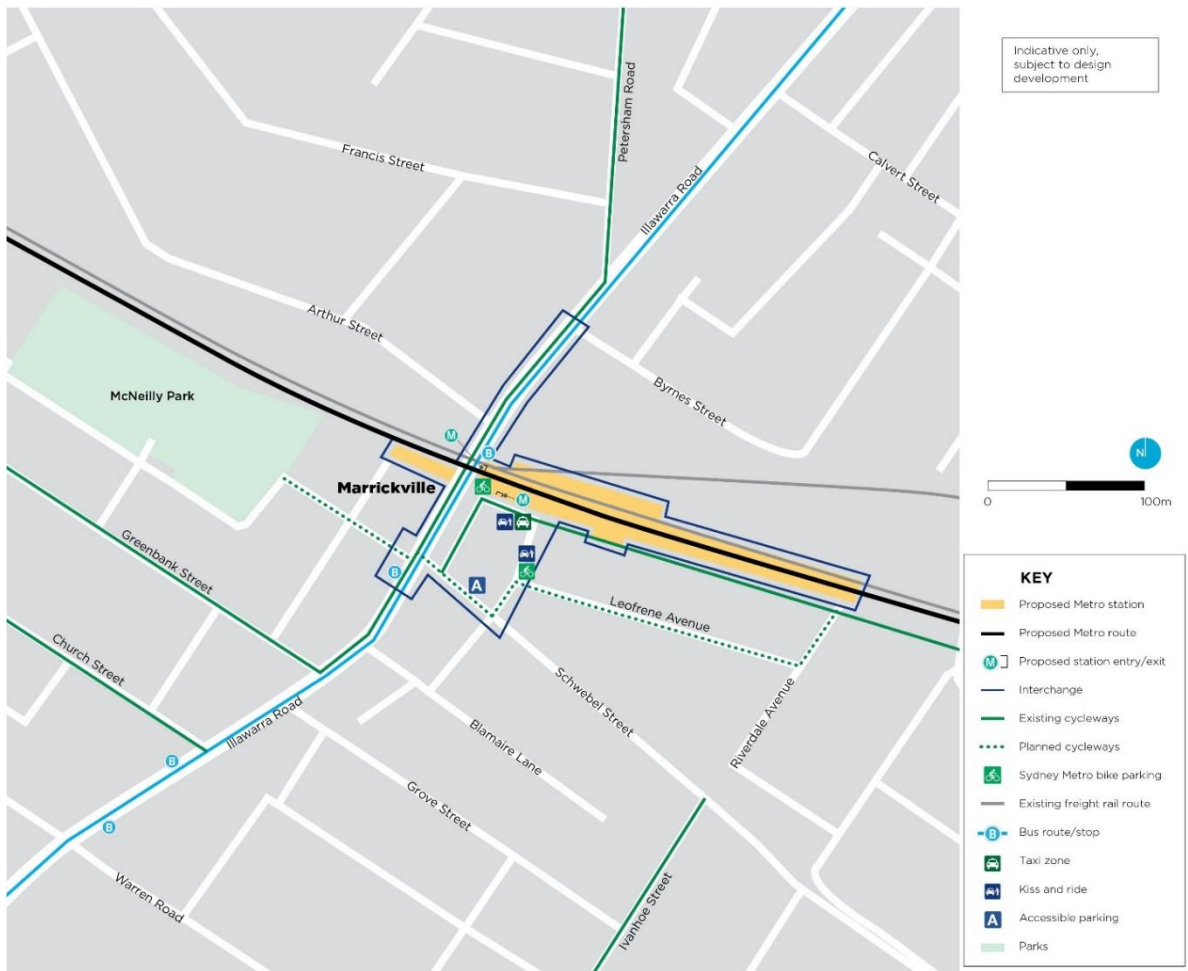 Indicative only,
subject to design
development
Petersham Road
Francis Street
Illawarra Road
Calvert Street
Arthur Street
McNeilly Park
Byrnes Street
M
B
Marrickville
M
N
0 100m
Greenbank Street
B
A
Leofrene Avenue
Church Street
Schwebel Street
Riverdale Avenue
Illawarra Road
Blamaire Lane
B
Grove Street
B
Warren Road
Ivanhoe Street
KEY
Proposed Metro station
Proposed Metro route
M Proposed station entry/exit
Interchange
Existing cycleways
Planned cycleways
Sydney Metro bike parking
Existing freight rail route
B Bus route/stop
Taxi zone
Kiss and ride
A Accessible parking
Parks